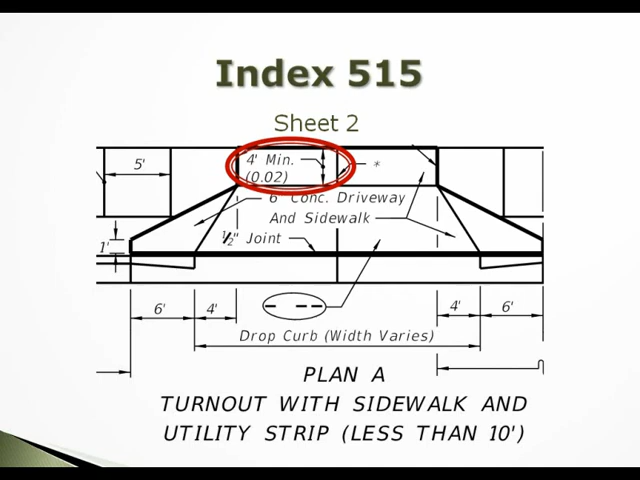 Index 515
Sheet 2
5'
4' Min.
(0.02)
*
6" Conc. Driveway
And Sidewalk
1'
½" Joint
6'
4'
4'
6'
Drop Curb (Width Varies)
PLAN A
TURNOUT WITH SIDEWALK AND
UTILITY STRIP (LESS THAN 10')